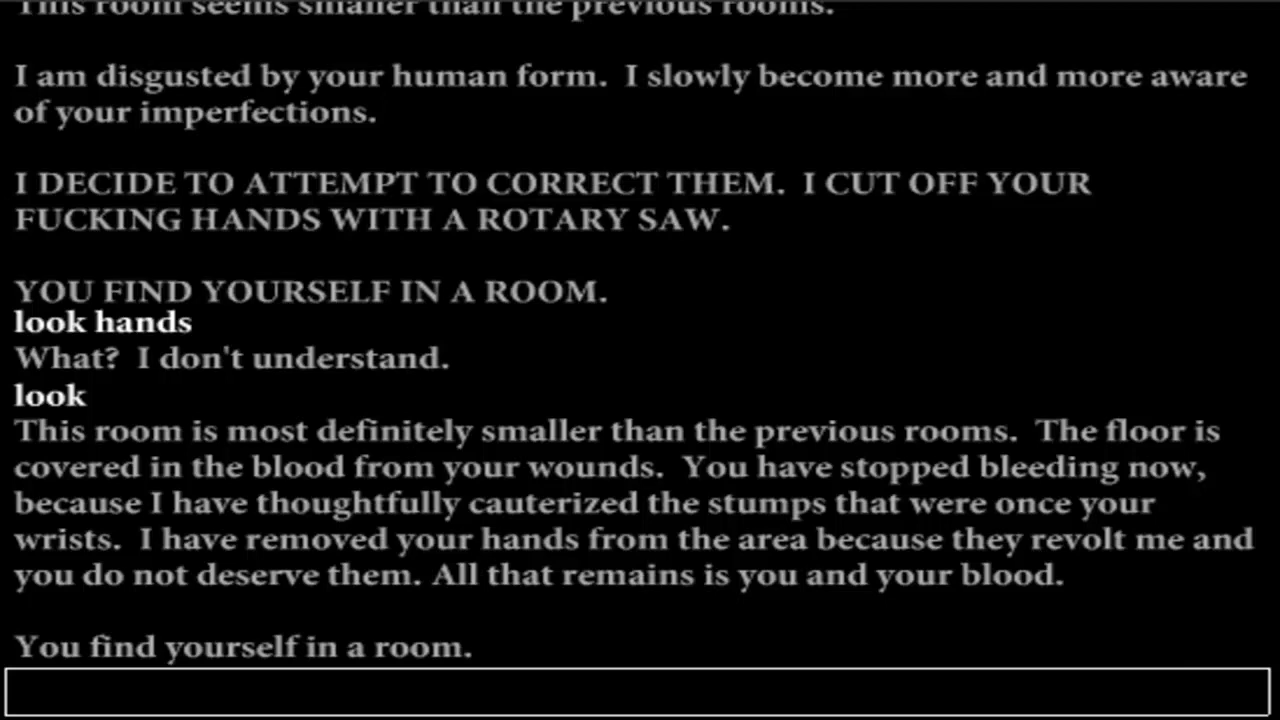 This room seems smaller than the previous rooms.
I am disgusted by your human form.  I slowly become more and more aware
of your imperfections.
I DECIDE TO ATTEMPT TO CORRECT THEM.  I CUT OFF YOUR
FUCKING HANDS WITH A ROTARY SAW.
YOU FIND YOURSELF IN A ROOM.
look hands
What?  I don't understand.
look
This room is most definitely smaller than the previous rooms.  The floor is
covered in the blood from your wounds.  You have stopped bleeding now,
because I have thoughtfully cauterized the stumps that were once your
wrists.  I have removed your hands from the area because they revolt me and
you do not deserve them. All that remains is you and your blood.
You find yourself in a room.